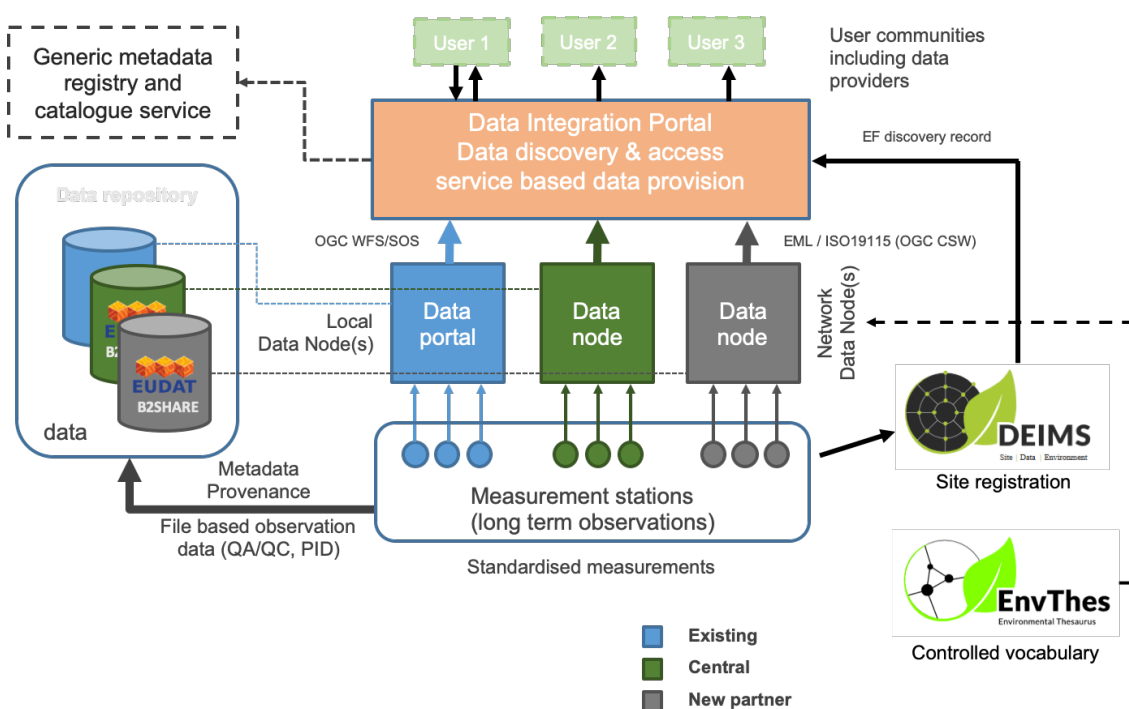 User 1
User 2
User 3
User communities
including data
providers
Generic metadata
registry and
catalogue service
Data Integration Portal
Data discovery & access
service based data provision
EF discovery record
Data repository
OGC WFS/SOS
EML / ISO19115 (OGC CSW)
Local
Data Node(s)
Data
portal
Data
node
Data
node
Network
Data Node(s)
EUDAT
B2SHARE
data
DEIMS
Site | Data | Environment
Site registration
Metadata
Provenance
File based observation
data (QA/QC, PID)
Measurement stations
(long term observations)
Standardised measurements
EnvThes
Environmental Thesaurus
Controlled vocabulary
Existing
Central
New partner